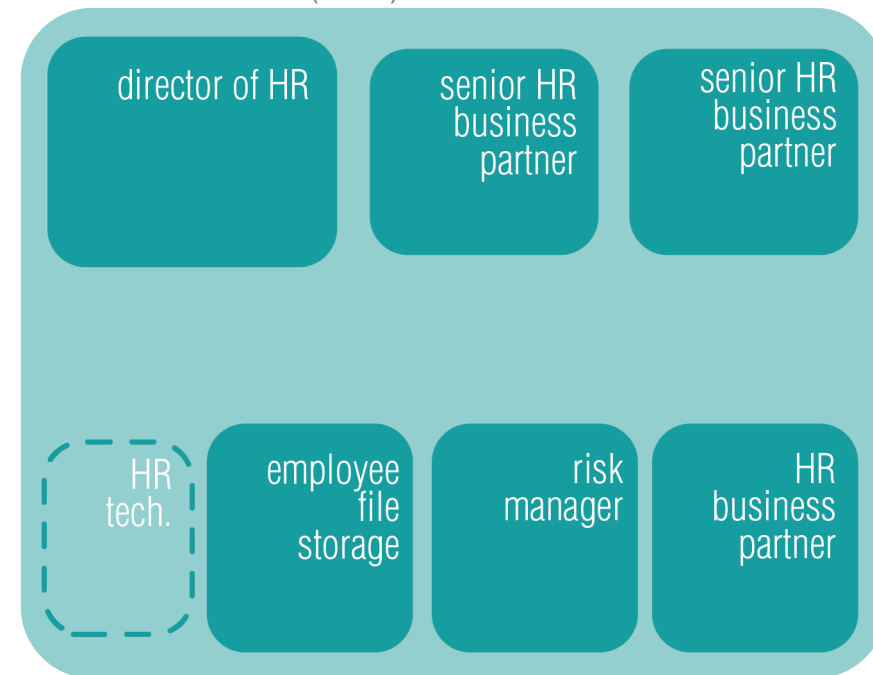 director of HR
senior HR
business
partner
senior HR
business
partner
HR
tech.
employee
file
storage
risk
manager
HR
business
partner